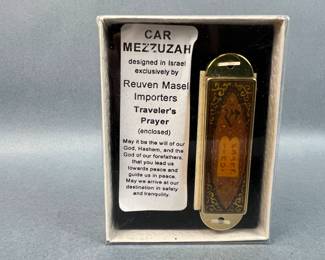 CAR
MEZZUZAH
designed in Israel
exclusively by
Reuven Masel
Importers
Traveler's
Prayer
(enclosed)
May it be the will of our
God, Hashem, and the
God of our forefathers,
that you lead us
towards peace and
guide us in peace.
May we arrive at our
destination in safety
and tranquility.